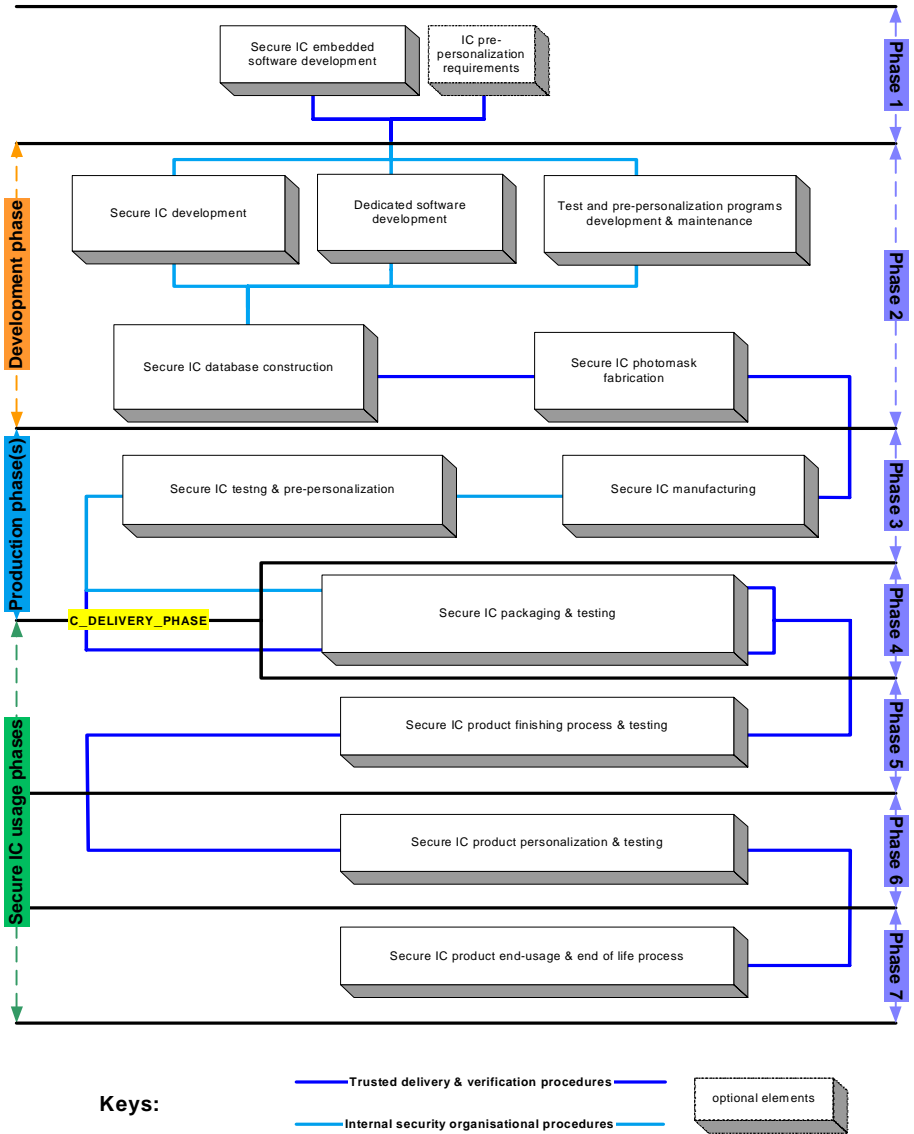 Secure IC embedded
software development
IC pre-
personalization
requirements
Phase 1
Development phase
Secure IC development
Dedicated software
development
Test and pre-personalization programs
development & maintenance
Phase 2
Secure IC database construction
Secure IC photomask
fabrication
Production phase(s)
Secure IC testng & pre-personalization
Secure IC manufacturing
Phase 3
C_DELIVERY_PHASE
Secure IC packaging & testing
Phase 4
Secure IC usage phases
Secure IC product finishing process & testing
Phase 5
Secure IC product personalization & testing
Phase 6
Secure IC product end-usage & end of life process
Phase 7
Keys:
Trusted delivery & verification procedures
optional elements
Internal security organisational procedures